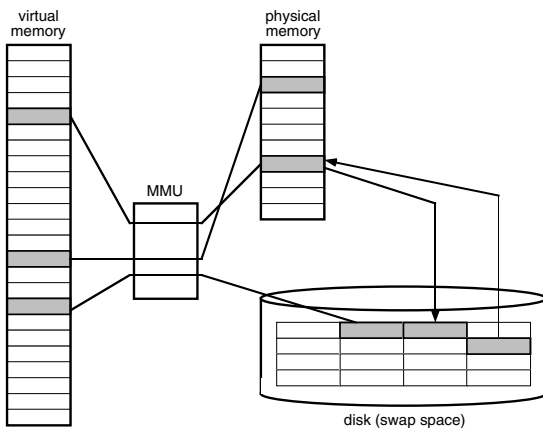 virtual
memory
physical
memory
MMU
disk (swap space)